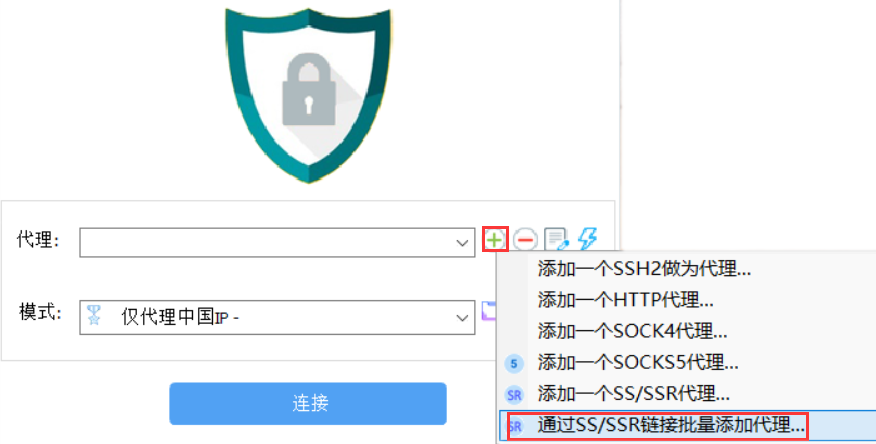 代理:
添加一个SSH2做为代理...
添加一个HTTP代理...
模式:
仅代理中国IP -
添加一个SOCK4代理...
5
添加一个SOCKS5代理...
SR
添加一个SS/SSR代理...
连接
SR
通过SS/SSR链接批量添加代理...